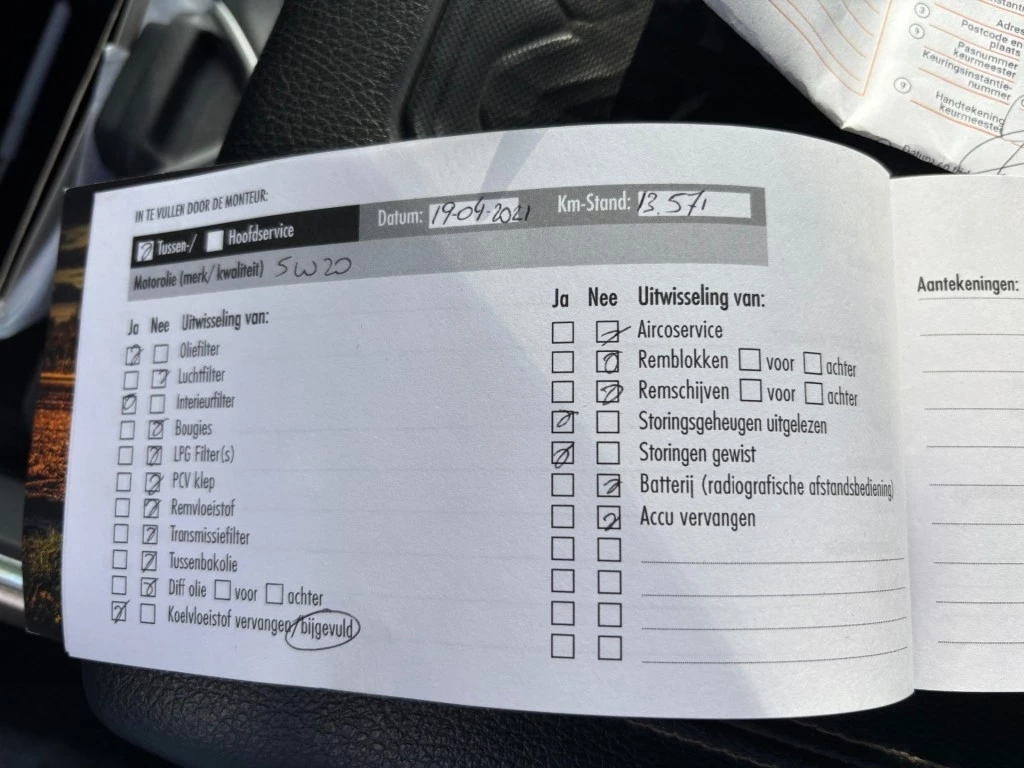 IN TE VULLEN DOOR DE MONTEUR:
Tussen-/ Hoofdservice
Datum: 19-04-2021 Km-Stand: 13.571
Motorolie (merk/kwaliteit) 5W20
Ja Nee Uitwisseling van:
Oliefilter
Luchtfilter
Interieurfilter
Bougies
LPG Filter(s)
PCV klep
Remvloeistof
Transmissiefilter
Tussenbakolie
Diff olie voor achter
Koelvloeistof vervangen/bijgevuld
Ja Nee Uitwisseling van:
Aircoservice
Remblokken voor achter
Remschijven voor achter
Storingsgeheugen uitgelezen
Storingen gewist
Batterij (radiografische afstandsbediening)
Accu vervangen
Aantekeningen:
Adres
Postcode en
plaats
Pasnummer
keurmeester
Keuringsinstantie-
nummer
Handtekening
keurmeester